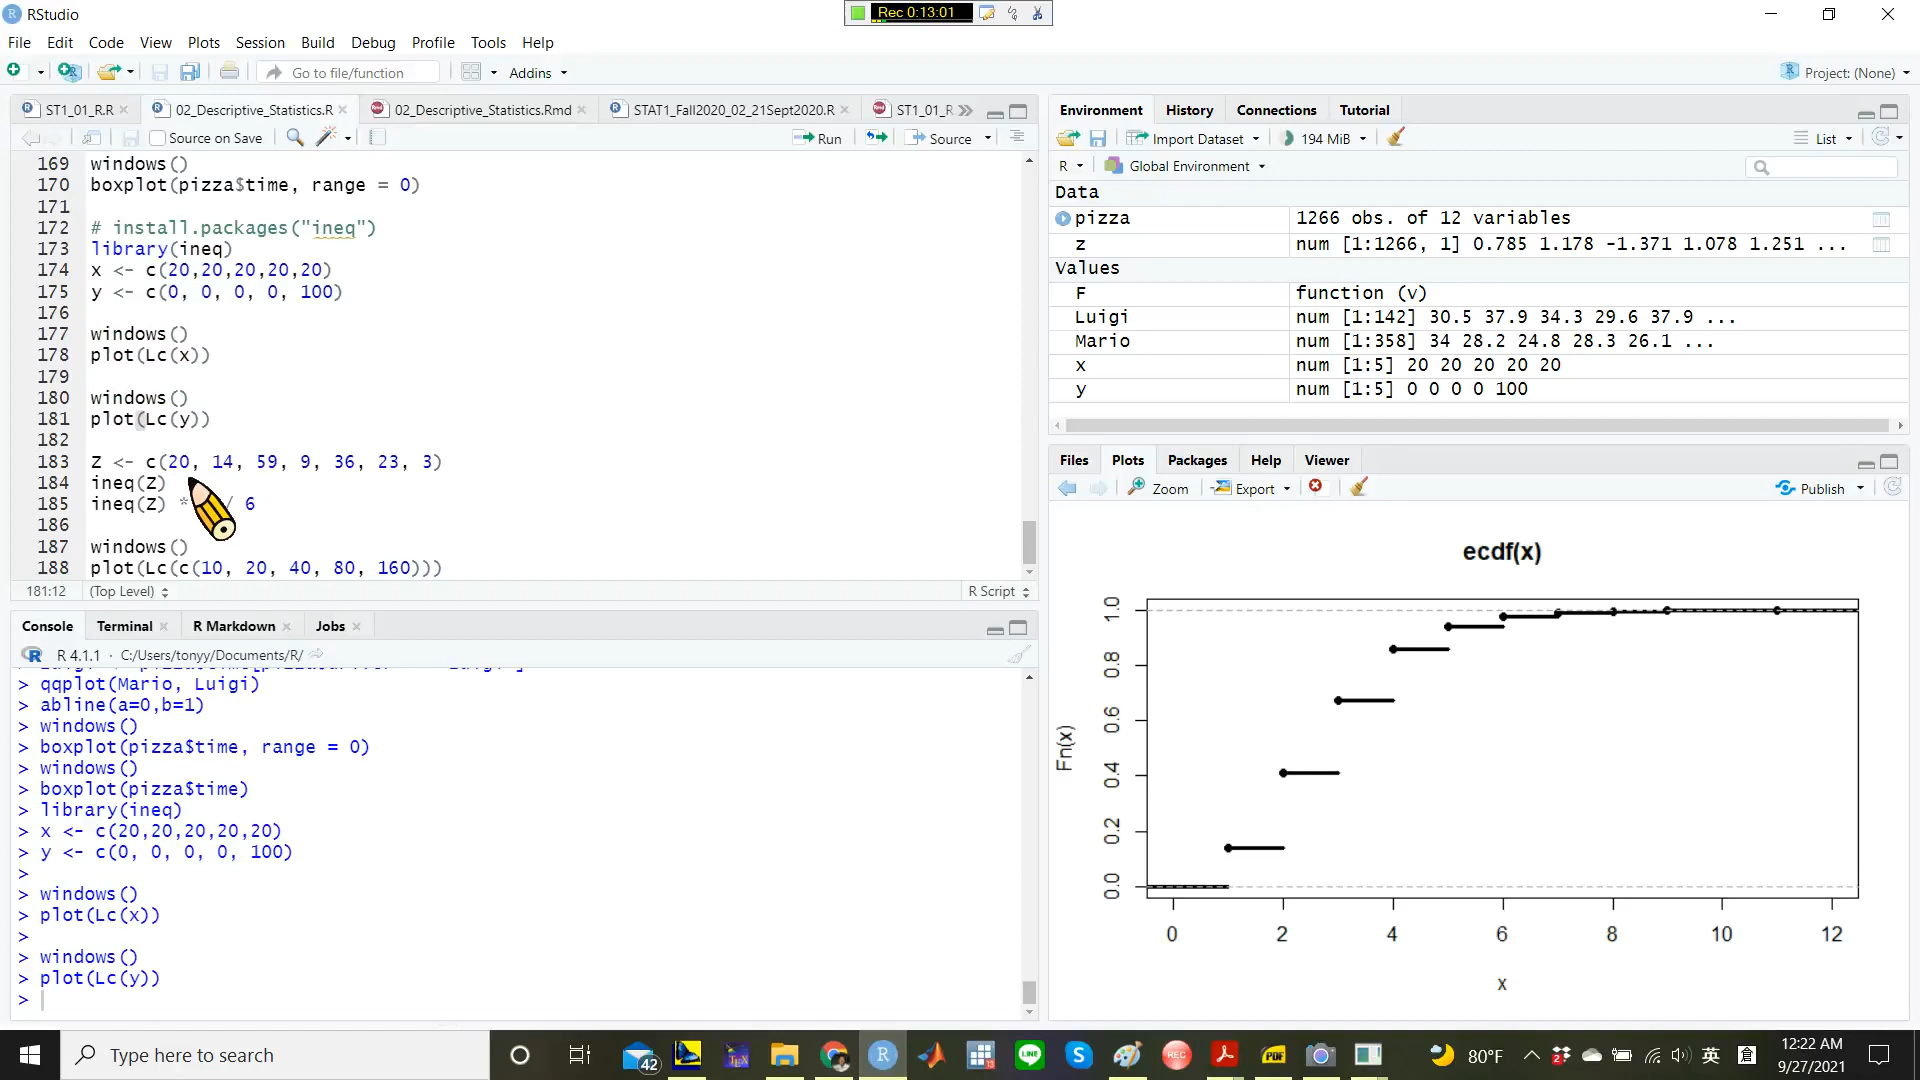 RStudio
Rec 0:13:01
File Edit Code View Plots Session Build Debug Profile Tools Help
Go to file/function Addins Project: (None)
ST1_01_R.R 02_Descriptive_Statistics.R 02_Descriptive_Statistics.Rmd STAT1_Fall2020_02_21Sept2020.R ST1_01_R
Source on Save Run Source
169 windows()
170 boxplot(pizza$time, range = 0)
171
172 # install.packages("ineq")
173 library(ineq)
174 x <- c(20,20,20,20,20)
175 y <- c(0, 0, 0, 0, 100)
176
177 windows()
178 plot(Lc(x))
179
180 windows()
181 plot(Lc(y))
182
183 Z <- c(20, 14, 59, 9, 36, 23, 3)
184 ineq(Z)
185 ineq(Z) * / 6
186
187 windows()
188 plot(Lc(c(10, 20, 40, 80, 160)))
181:12 (Top Level) R Script
Console Terminal R Markdown Jobs
R 4.1.1 · C:/Users/tonyy/Documents/R/
> qqplot(Mario, Luigi)
> abline(a=0,b=1)
> windows()
> boxplot(pizza$time, range = 0)
> windows()
> boxplot(pizza$time)
> library(ineq)
> x <- c(20,20,20,20,20)
> y <- c(0, 0, 0, 0, 100)
>
> windows()
> plot(Lc(x))
>
> windows()
> plot(Lc(y))
>
Environment History Connections Tutorial
Import Dataset 194 MiB List
R Global Environment
Data
pizza 1266 obs. of 12 variables
z num [1:1266, 1] 0.785 1.178 -1.371 1.078 1.251 ...
Values
F function (v)
Luigi num [1:142] 30.5 37.9 34.3 29.6 37.9 ...
Mario num [1:358] 34 28.2 24.8 28.3 26.1 ...
x num [1:5] 20 20 20 20 20
y num [1:5] 0 0 0 0 100
Files Plots Packages Help Viewer
Zoom Export Publish
ecdf(x)
Fn(x)
1.0
0.8
0.6
0.4
0.2
0.0
0 2 4 6 8 10 12
x
Type here to search
42
REC
PDF
80°F
英
12:22 AM
9/27/2021